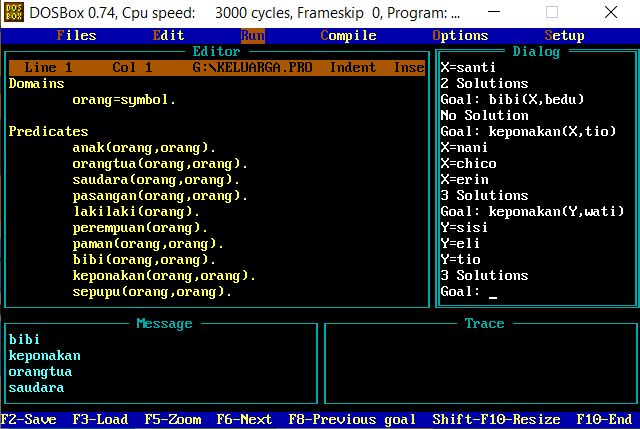 DOS BOX DOSBox 0.74, Cpu speed: 3000 cycles, Frameskip 0, Program: ...
Files Edit Run Compile Options Setup
Editor
Line 1 Col 1 G:\KELUARGA.PRO Indent Inse
Domains
orang=symbol.
Predicates
anak(orang,orang).
orangtua(orang,orang).
saudara(orang,orang).
pasangan(orang,orang).
lakilaki(orang).
perempuan(orang).
paman(orang,orang).
bibi(orang,orang).
keponakan(orang,orang).
sepupu(orang,orang).
Dialog
X=santi
2 Solutions
Goal: bibi(X,bedu)
No Solution
Goal: keponakan(X,tio)
X=nani
X=chico
X=erin
3 Solutions
Goal: keponakan(Y,wati)
Y=sisi
Y=eli
Y=tio
3 Solutions
Goal: _
Message
bibi
keponakan
orangtua
saudara
Trace
F2-Save F3-Load F5-Zoom F6-Next F8-Previous goal Shift-F10-Resize F10-End